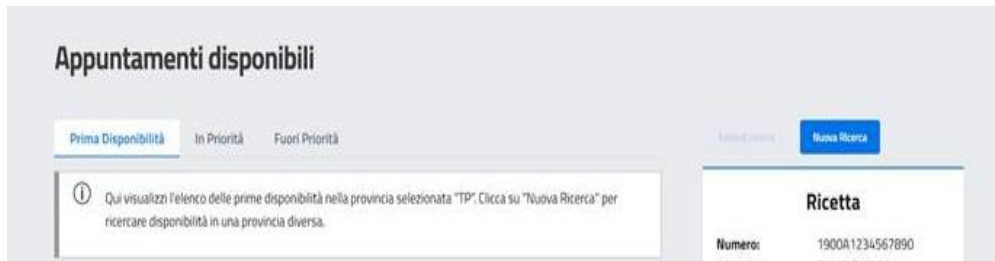 Appuntamenti disponibili
Prima Disponibilità In Priorità Fuori Priorità
Nuova Ricerca
Qui visualizzi l'elenco delle prime disponibilità nella provincia selezionata "TP". Clicca su "Nuova Ricerca" per
ricercare disponibilità in una provincia diversa.
Ricetta
Numero: 1900A1234567890